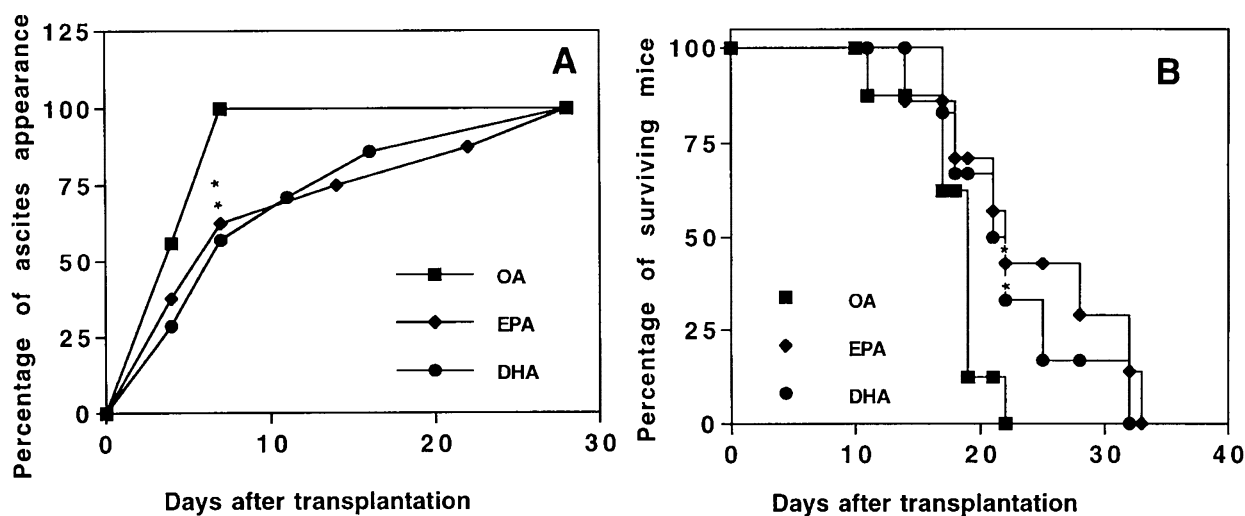 Percentage of ascites appearance
125
100
75
50
25
0
A
*
*
OA
EPA
DHA
0
10
20
30
Days after transplantation
Percentage of surviving mice
100
75
50
25
0
B
*
*
OA
EPA
DHA
0
10
20
30
40
Days after transplantation